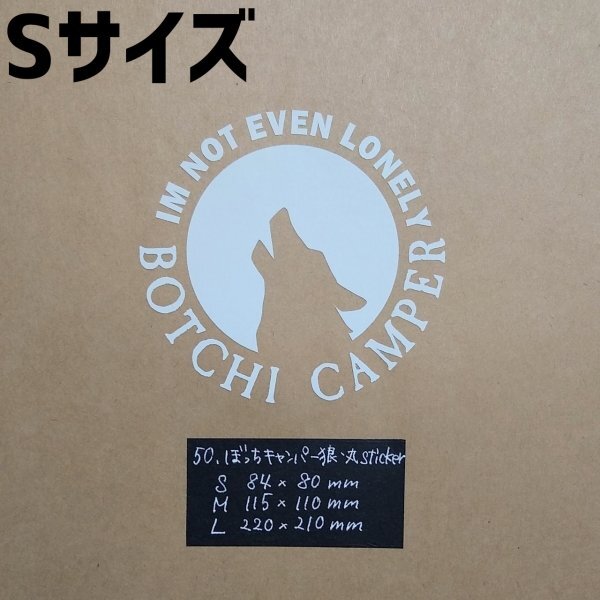 Sサイズ
IM NOT EVEN LONELY
BOTCHI CAMPER
50、ぼっちキャンパー狼・丸sticker
S 84×80mm
M 115×110mm
L 220×210mm